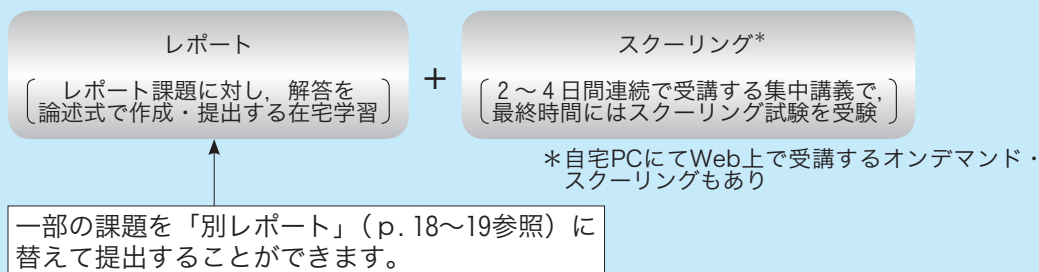 レポート
レポート課題に対し，解答を
論述式で作成・提出する在宅学習
＋
スクーリング*
2～4日間連続で受講する集中講義で，
最終時間にはスクーリング試験を受験
＊自宅PCにてWeb上で受講するオンデマンド・
スクーリングもあり
一部の課題を「別レポート」（p. 18～19参照）に
替えて提出することができます。